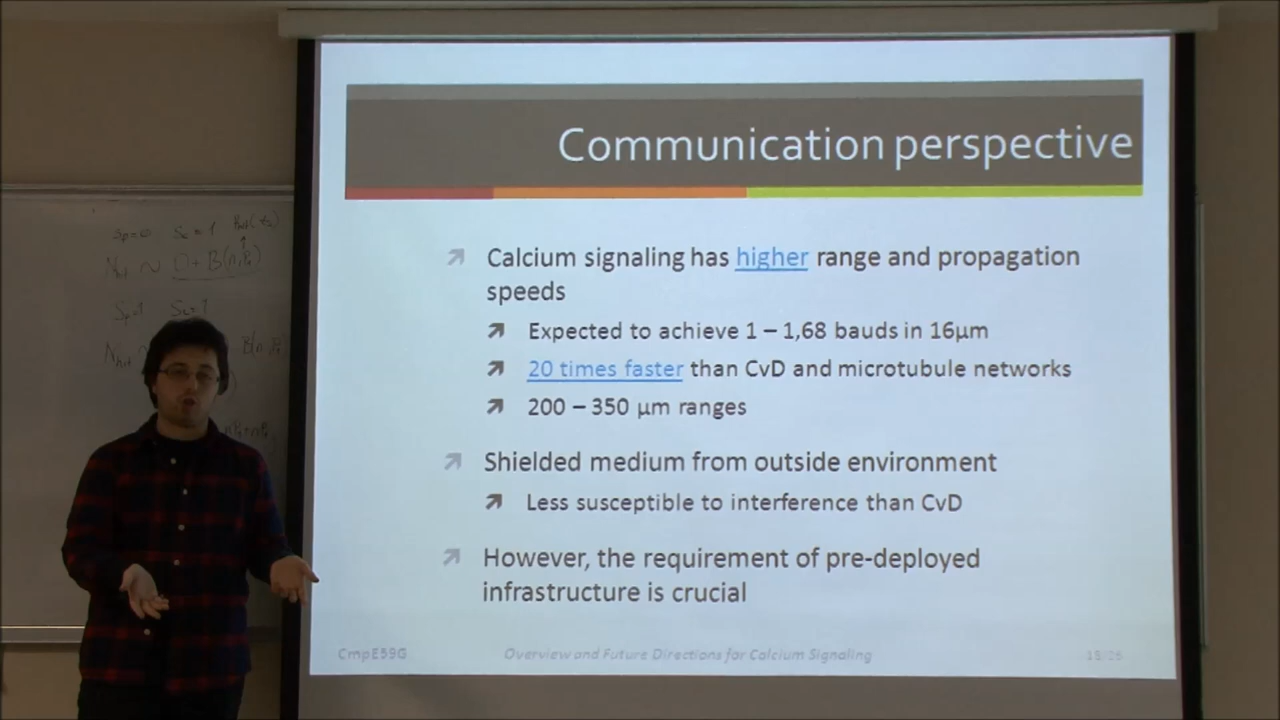 Communication perspective
Calcium signaling has higher range and propagation
speeds
Expected to achieve 1 – 1,68 bauds in 16µm
20 times faster than CvD and microtubule networks
200 – 350 µm ranges
Shielded medium from outside environment
Less susceptible to interference than CvD
However, the requirement of pre-deployed
infrastructure is crucial
CmpE59G
Overview and Future Directions for Calcium Signaling